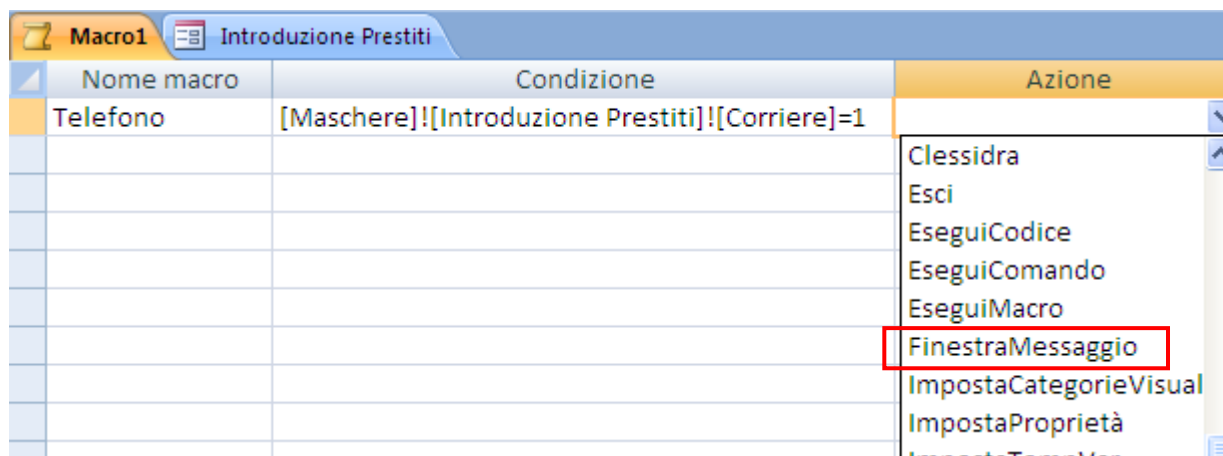 Macro1 Introduzione Prestiti
Nome macro Condizione Azione
Telefono [Maschere]![Introduzione Prestiti]![Corriere]=1
Clessidra
Esci
EseguiCodice
EseguiComando
EseguiMacro
FinestraMessaggio
ImpostaCategorieVisual
ImpostaProprietà